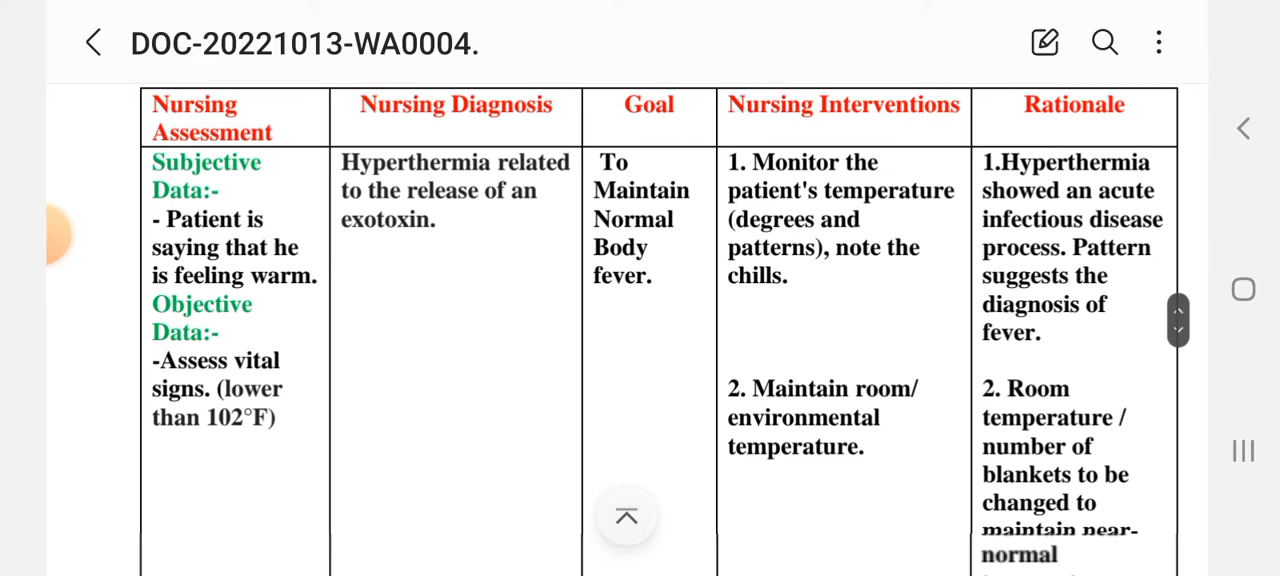 DOC-20221013-WA0004.
Nursing
Assessment
Nursing Diagnosis
Goal
Nursing Interventions
Rationale
Subjective
Data:-
- Patient is
saying that he
is feeling warm.
Objective
Data:-
-Assess vital
signs. (lower
than 102°F)
Hyperthermia related
to the release of an
exotoxin.
To
Maintain
Normal
Body
fever.
1. Monitor the
patient's temperature
(degrees and
patterns), note the
chills.
2. Maintain room/
environmental
temperature.
1.Hyperthermia
showed an acute
infectious disease
process. Pattern
suggests the
diagnosis of
fever.
2. Room
temperature /
number of
blankets to be
changed to
maintain near-
normal